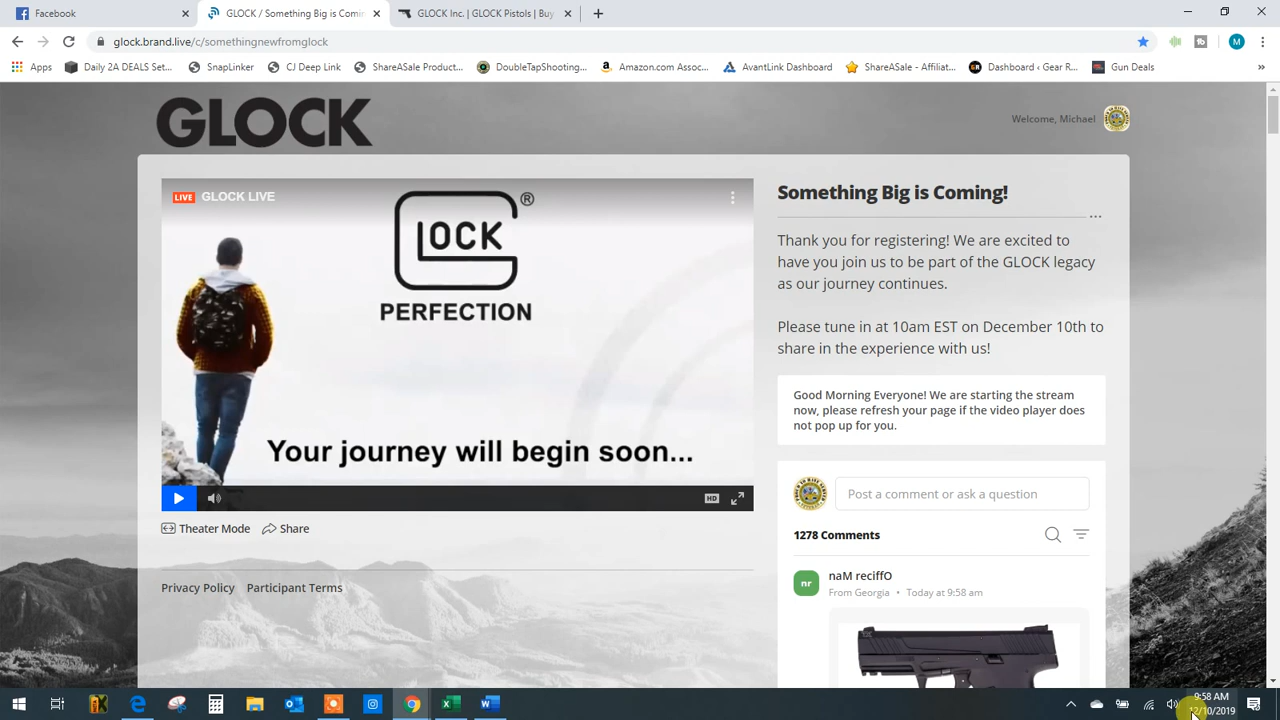 Facebook
GLOCK / Something Big is Comin
GLOCK Inc. | GLOCK Pistols | Buy
glock.brand.live/c/somethingnewfromglock
M
Apps
Daily 2A DEALS Set...
SnapLinker
CJ Deep Link
ShareASale Product...
DoubleTapShooting...
Amazon.com Assoc...
AvantLink Dashboard
ShareASale - Affiliat...
Dashboard ‹ Gear R...
Gun Deals
GLOCK
Welcome, Michael
LIVE GLOCK LIVE
GLOCK®
PERFECTION
Your journey will begin soon...
HD
Theater Mode
Share
Privacy Policy
Participant Terms
Something Big is Coming!
Thank you for registering! We are excited to
have you join us to be part of the GLOCK legacy
as our journey continues.
Please tune in at 10am EST on December 10th to
share in the experience with us!
Good Morning Everyone! We are starting the stream
now, please refresh your page if the video player does
not pop up for you.
Post a comment or ask a question
1278 Comments
nr
naM reciffO
From Georgia • Today at 9:58 am
9:58 AM
12/10/2019